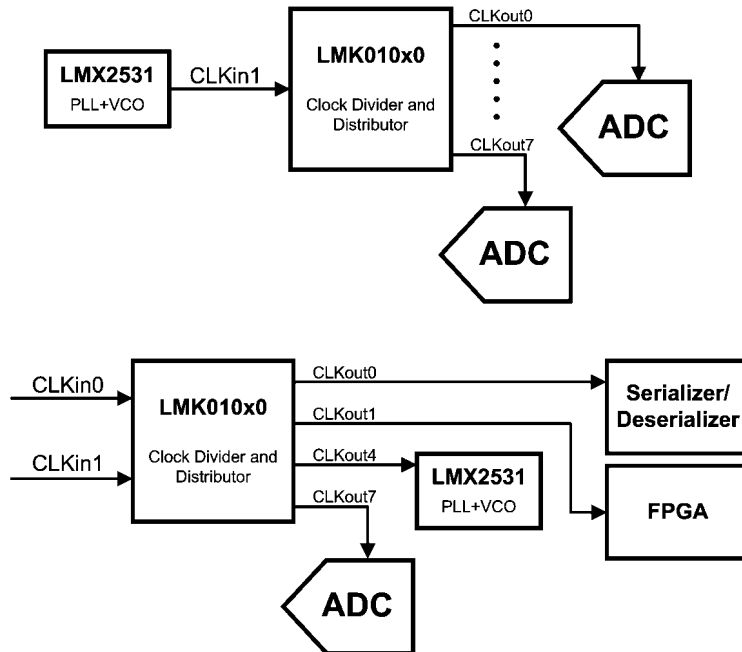 LMX2531
PLL+VCO
CLKin1
LMK010x0
Clock Divider and
Distributor
CLKout0
CLKout7
ADC
ADC
CLKin0
CLKin1
LMK010x0
Clock Divider and
Distributor
CLKout0
CLKout1
CLKout4
CLKout7
LMX2531
PLL+VCO
Serializer/
Deserializer
FPGA
ADC